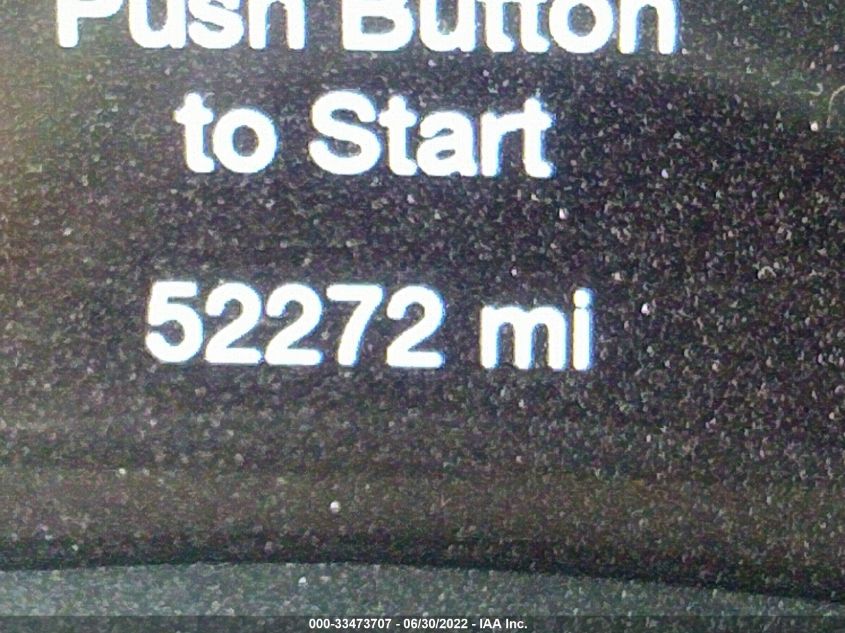 Push Button
to Start
52272 mi
000-33473707 - 06/30/2022 - IAA Inc.